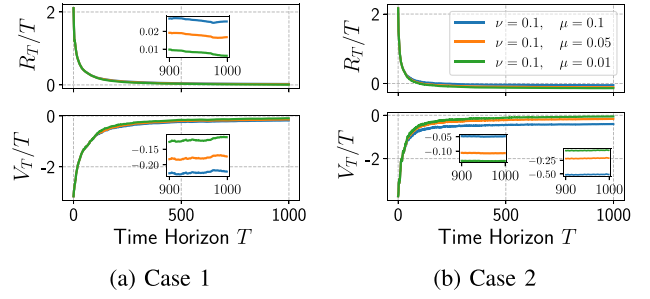 2
0
R_T/T
0.02
0.01
900 1000
0
-2
V_T/T
−0.15
−0.20
900 1000
0 500 1000
Time Horizon T
(a) Case 1
2
0
R_T/T
ν = 0.1, μ = 0.1
ν = 0.1, μ = 0.05
ν = 0.1, μ = 0.01
0
-2
V_T/T
−0.05
−0.10
900 1000
−0.25
−0.50
900 1000
0 500 1000
Time Horizon T
(b) Case 2